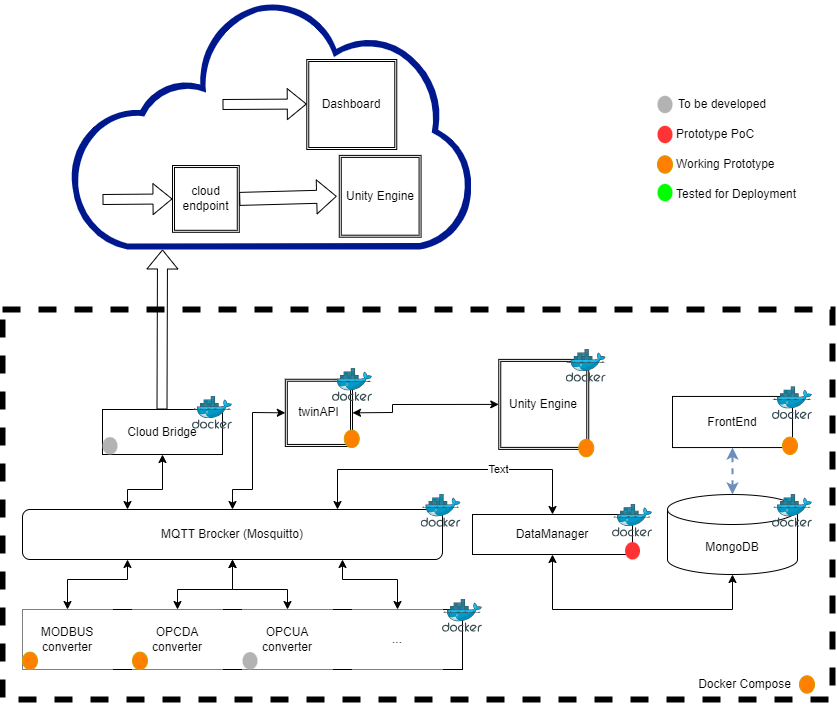 Dashboard
cloud
endpoint
Unity Engine
To be developed
Prototype PoC
Working Prototype
Tested for Deployment
Cloud Bridge
docker
twinAPI
docker
Unity Engine
docker
FrontEnd
docker
Text
MQTT Brocker (Mosquitto)
docker
DataManager
docker
MongoDB
docker
MODBUS
converter
OPCDA
converter
OPCUA
converter
...
docker
Docker Compose